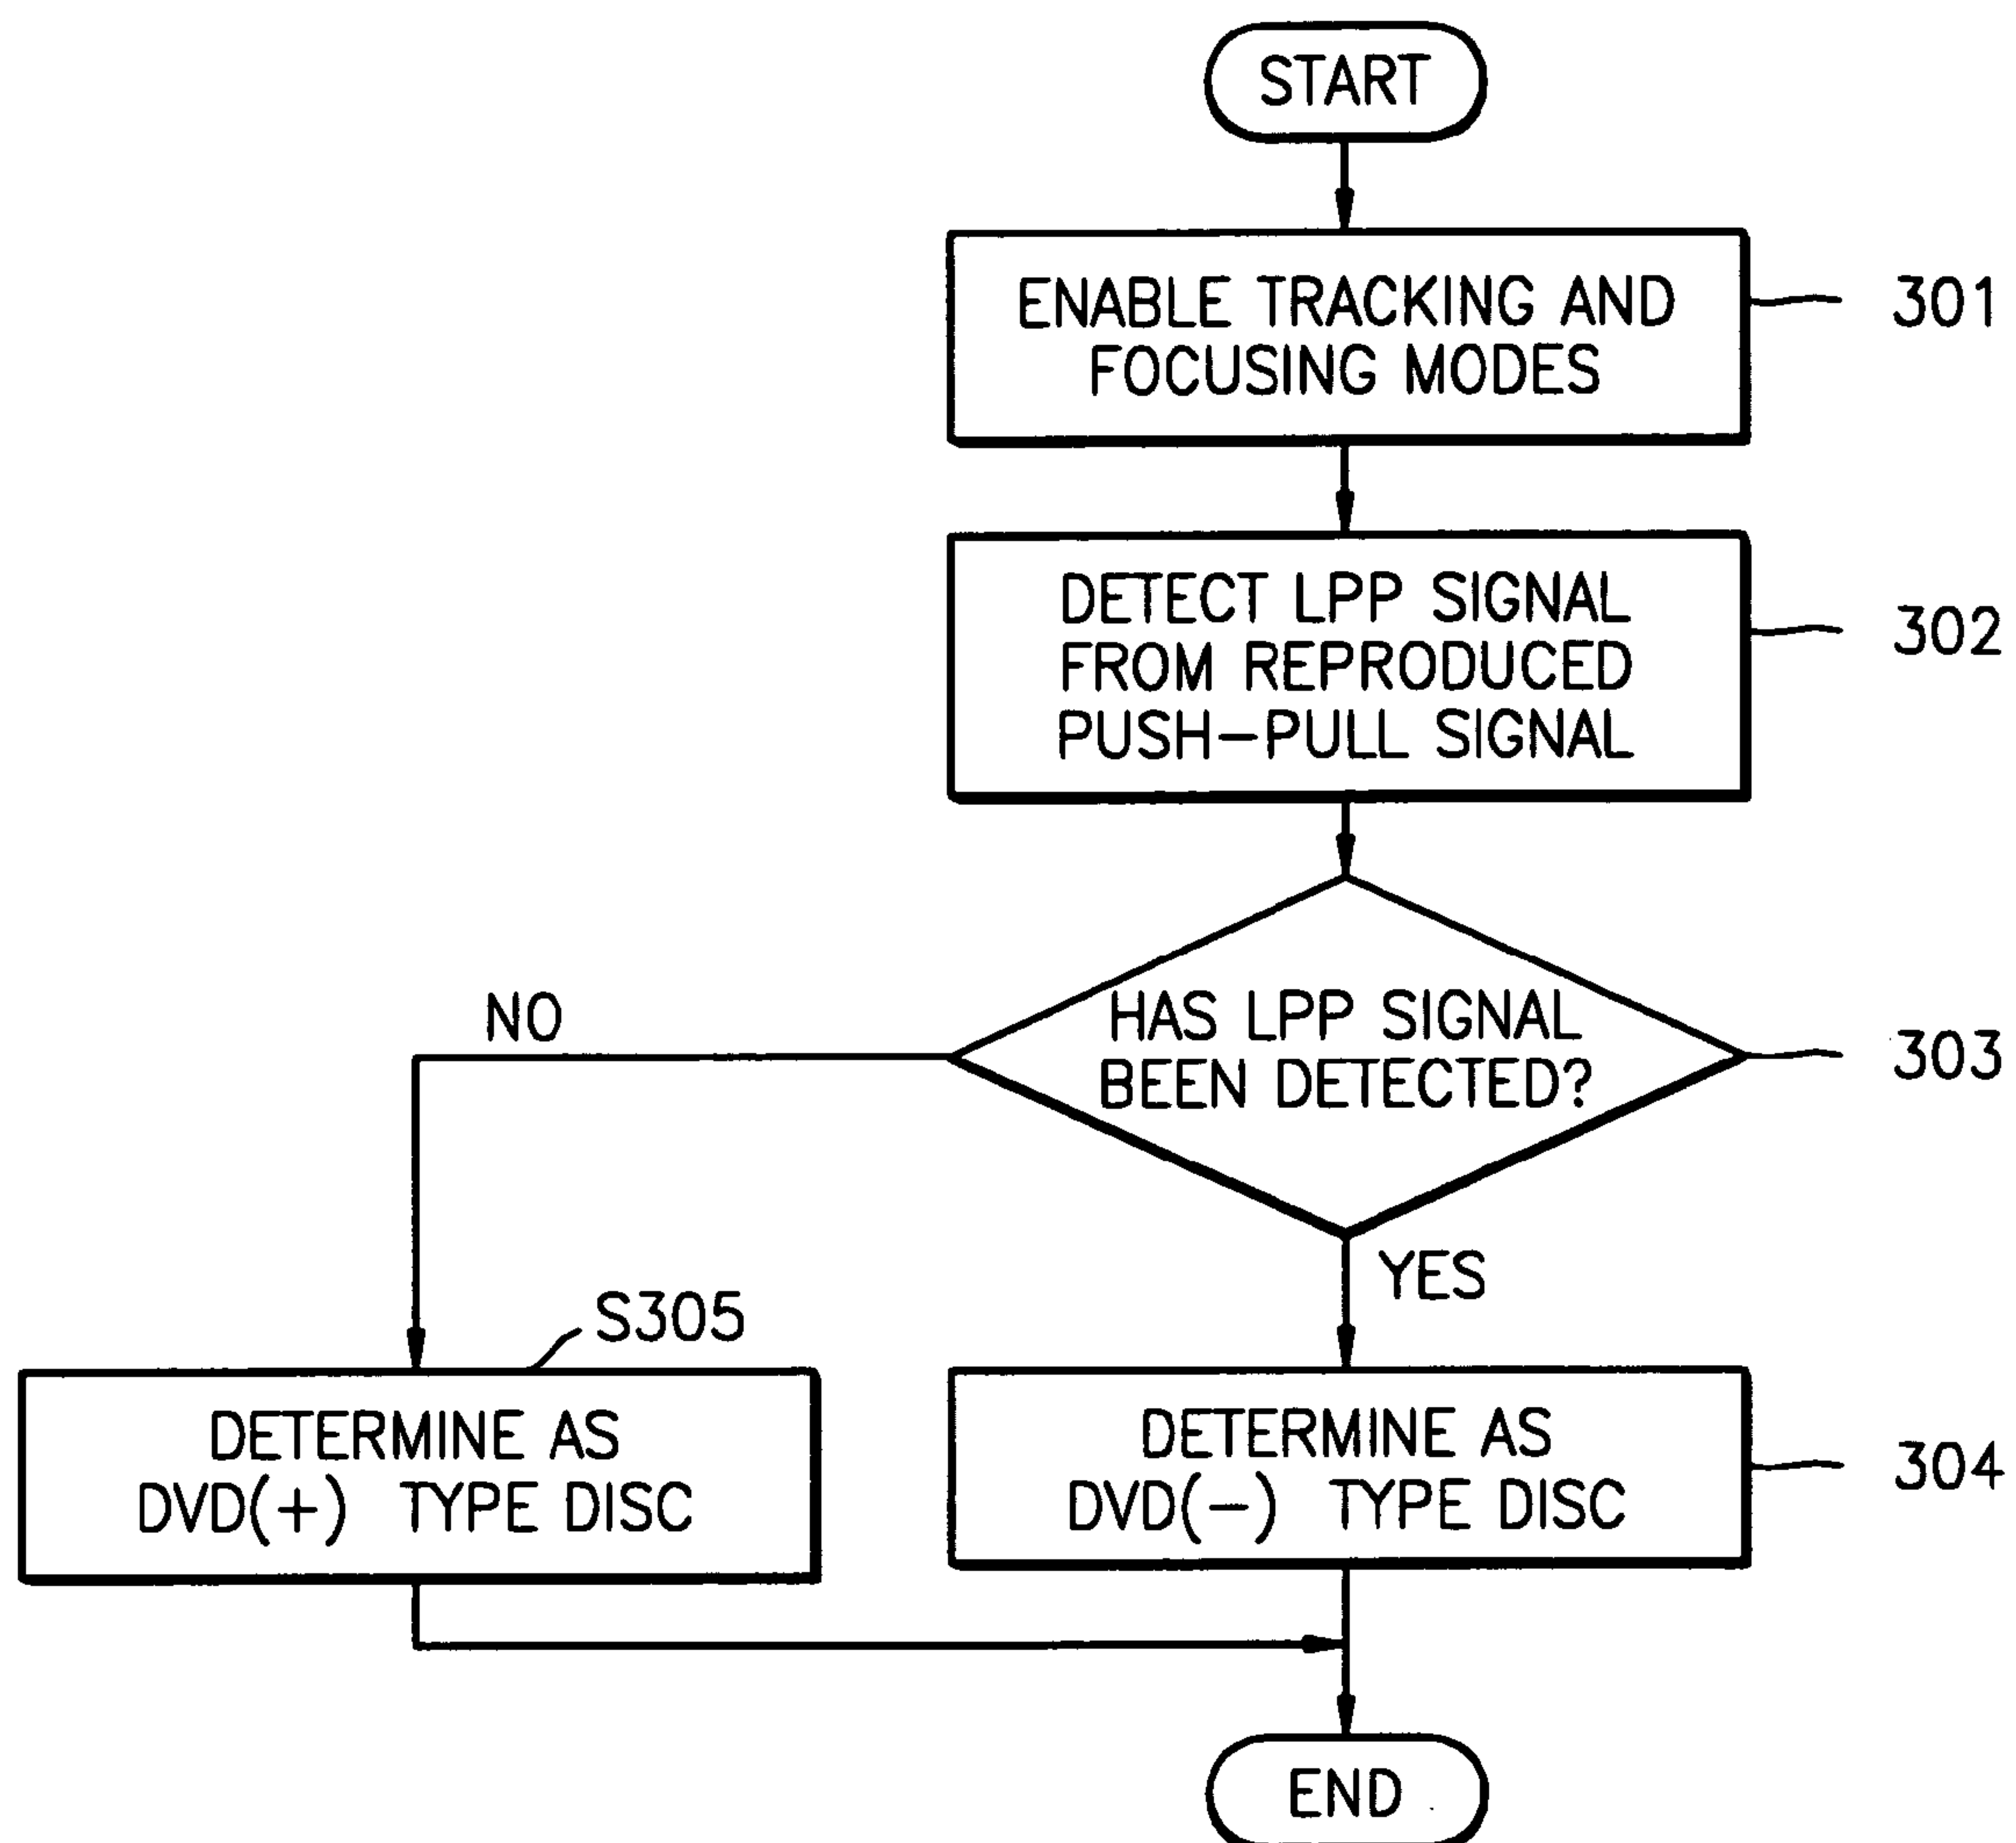 START
ENABLE TRACKING AND
FOCUSING MODES
301
DETECT LPP SIGNAL
FROM REPRODUCED
PUSH-PULL SIGNAL
302
HAS LPP SIGNAL
BEEN DETECTED?
303
NO
YES
S305
DETERMINE AS
DVD(+) TYPE DISC
DETERMINE AS
DVD(-) TYPE DISC
304
END